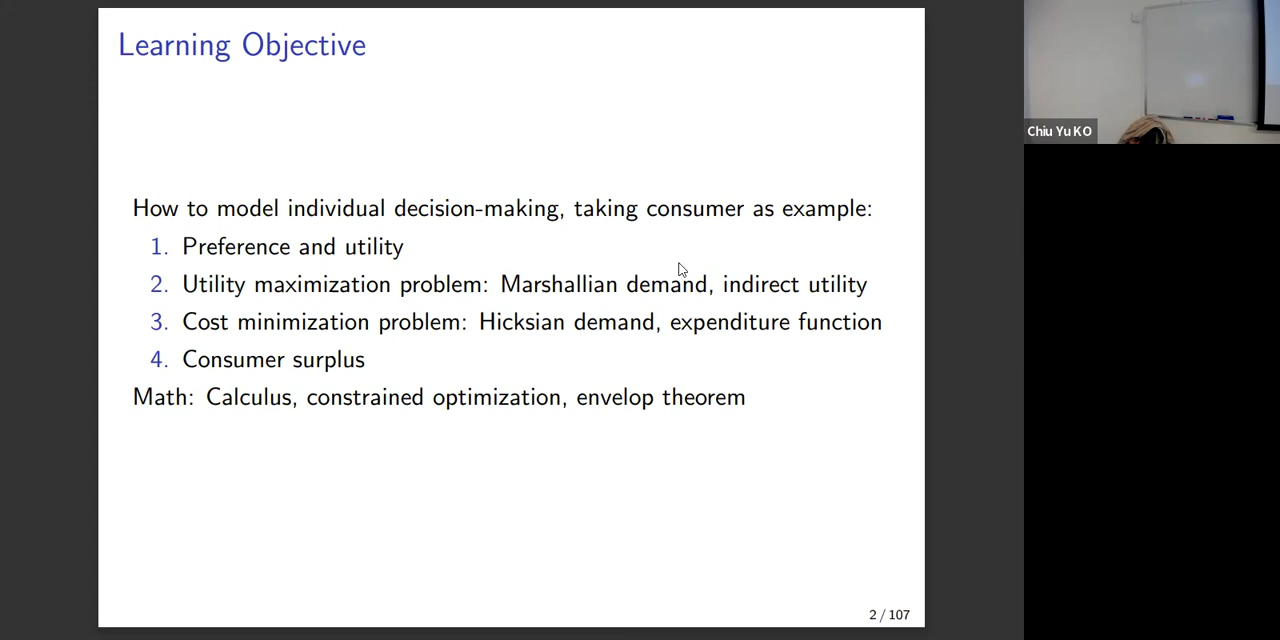 Learning Objective
How to model individual decision-making, taking consumer as example:
1. Preference and utility
2. Utility maximization problem: Marshallian demand, indirect utility
3. Cost minimization problem: Hicksian demand, expenditure function
4. Consumer surplus
Math: Calculus, constrained optimization, envelop theorem
2 / 107
Chiu Yu KO